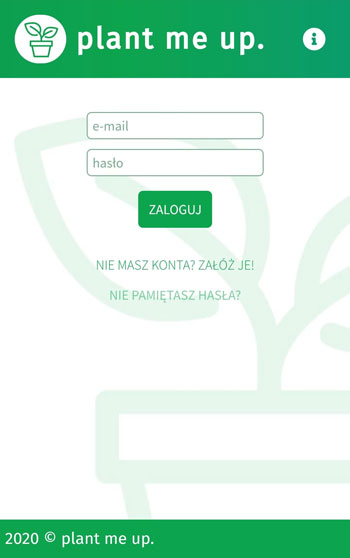 plant me up.
e-mail
hasło
ZALOGUJ
NIE MASZ KONTA? ZAŁÓŻ JE!
NIE PAMIĘTASZ HASŁA?
2020 © plant me up.